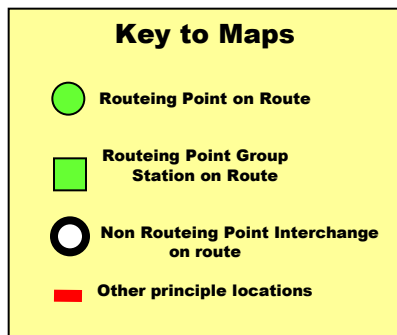 Key to Maps
Routeing Point on Route
Routeing Point Group
Station on Route
Non Routeing Point Interchange
on route
Other principle locations